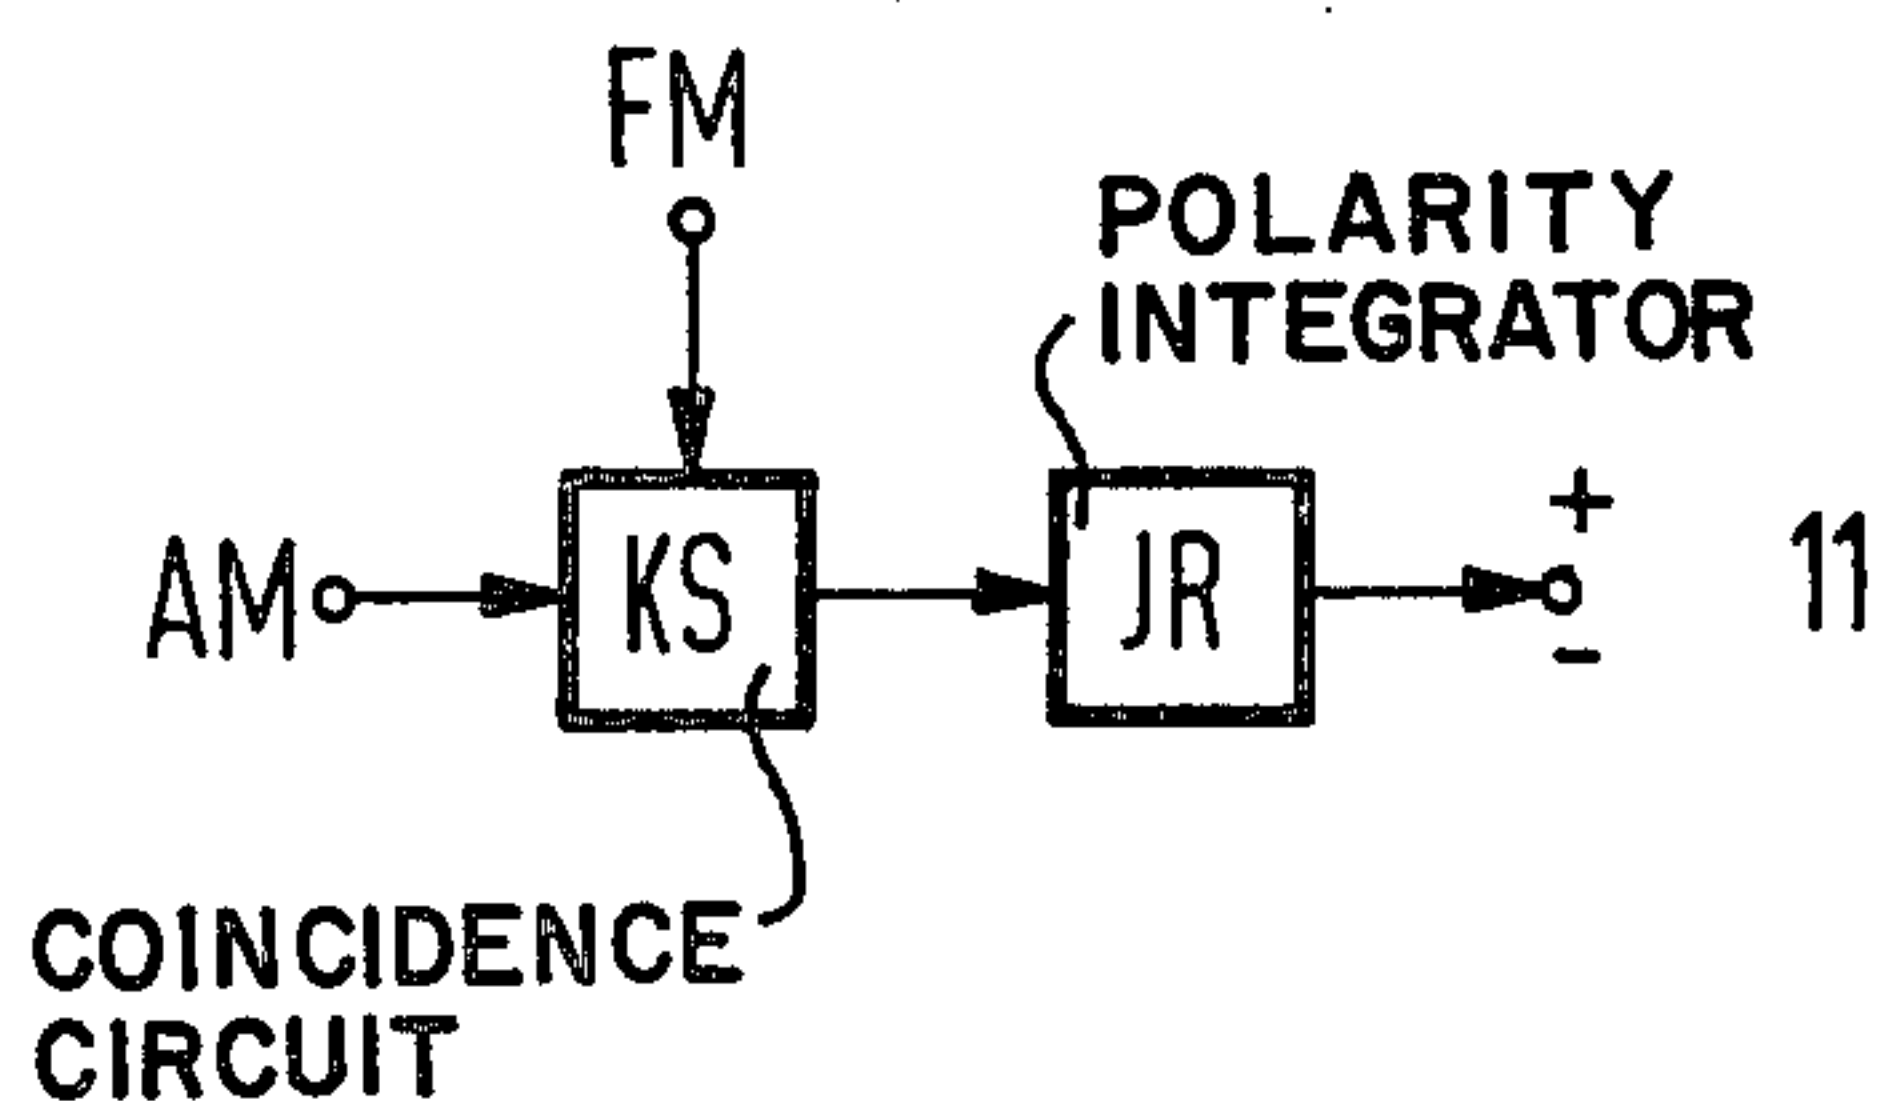 FM
POLARITY
INTEGRATOR
AM
KS
JR
+
-
11
COINCIDENCE
CIRCUIT